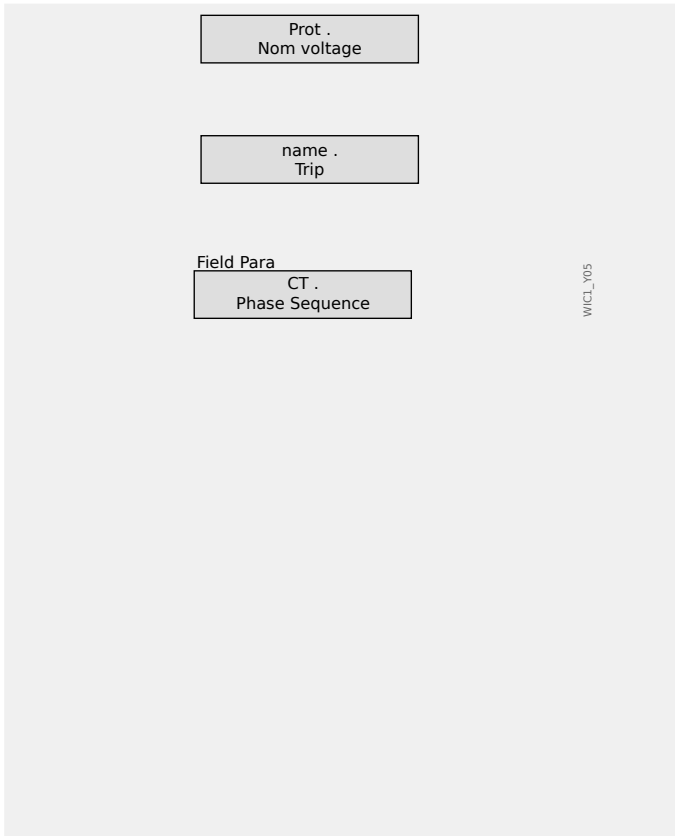 Prot .
Nom voltage
name .
Trip
Field Para
CT .
Phase Sequence
WIC1_Y05